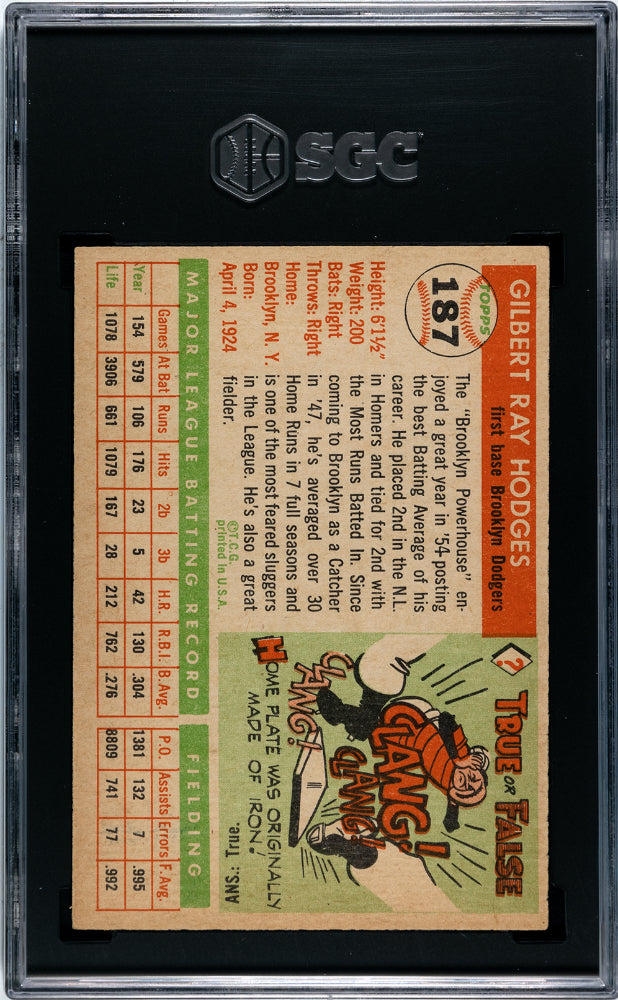 SGC
TOPPS
187
GILBERT RAY HODGES
first base Brooklyn Dodgers
Height: 6'1½"
Weight: 200
Bats: Right
Throws: Right
Home:
Brooklyn, N. Y.
Born:
April 4, 1924
The "Brooklyn Powerhouse" en-
joyed a great year in '54 posting
the best Batting Average of his
career. He placed 2nd in the N.L.
in Homers and tied for 2nd with
the Most Runs Batted In. Since
coming to Brooklyn as a Catcher
in '47, he's averaged over 30
Home Runs in 7 full seasons and
is one of the most feared sluggers
in the League. He's also a great
fielder.
©T.C.G.
printed in U.S.A.
?
TRUE OR FALSE
CLANG!
CLANG!
CLANG!
HOME PLATE WAS ORIGINALLY
MADE OF IRON!
ANS: True.
MAJOR LEAGUE BATTING RECORD FIELDING
Games At Bat Runs Hits 2b 3b H.R. R.B.I. B.Avg. P.O. Assists Errors F.Avg.
Year 154 579 106 176 23 5 42 130 .304 1381 132 7 .995
Life 1078 3906 661 1079 167 28 212 762 .276 8809 741 77 .992